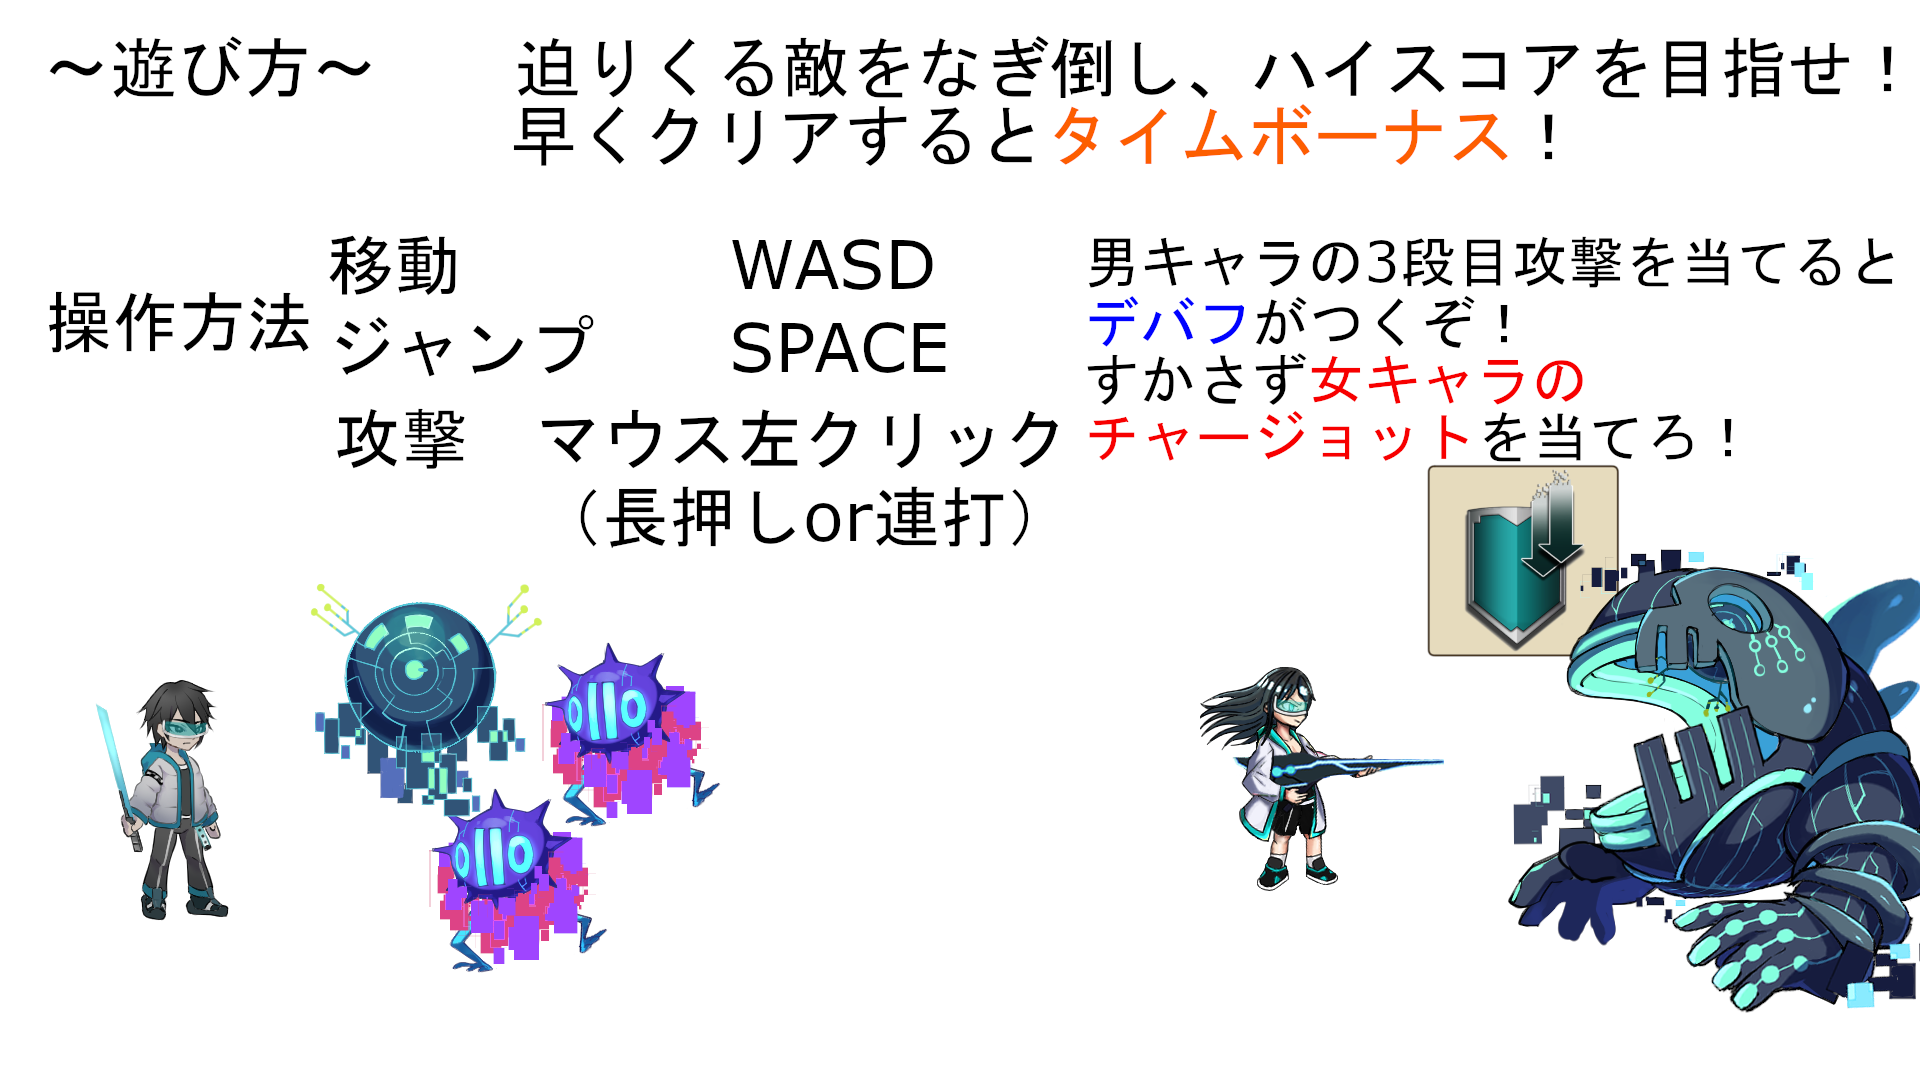 ～遊び方～
迫りくる敵をなぎ倒し、ハイスコアを目指せ！
早くクリアするとタイムボーナス！
操作方法
移動 WASD
ジャンプ SPACE
攻撃 マウス左クリック
（長押しor連打）
男キャラの3段目攻撃を当てると
デバフがつくぞ！
すかさず女キャラの
チャージショットを当てろ！